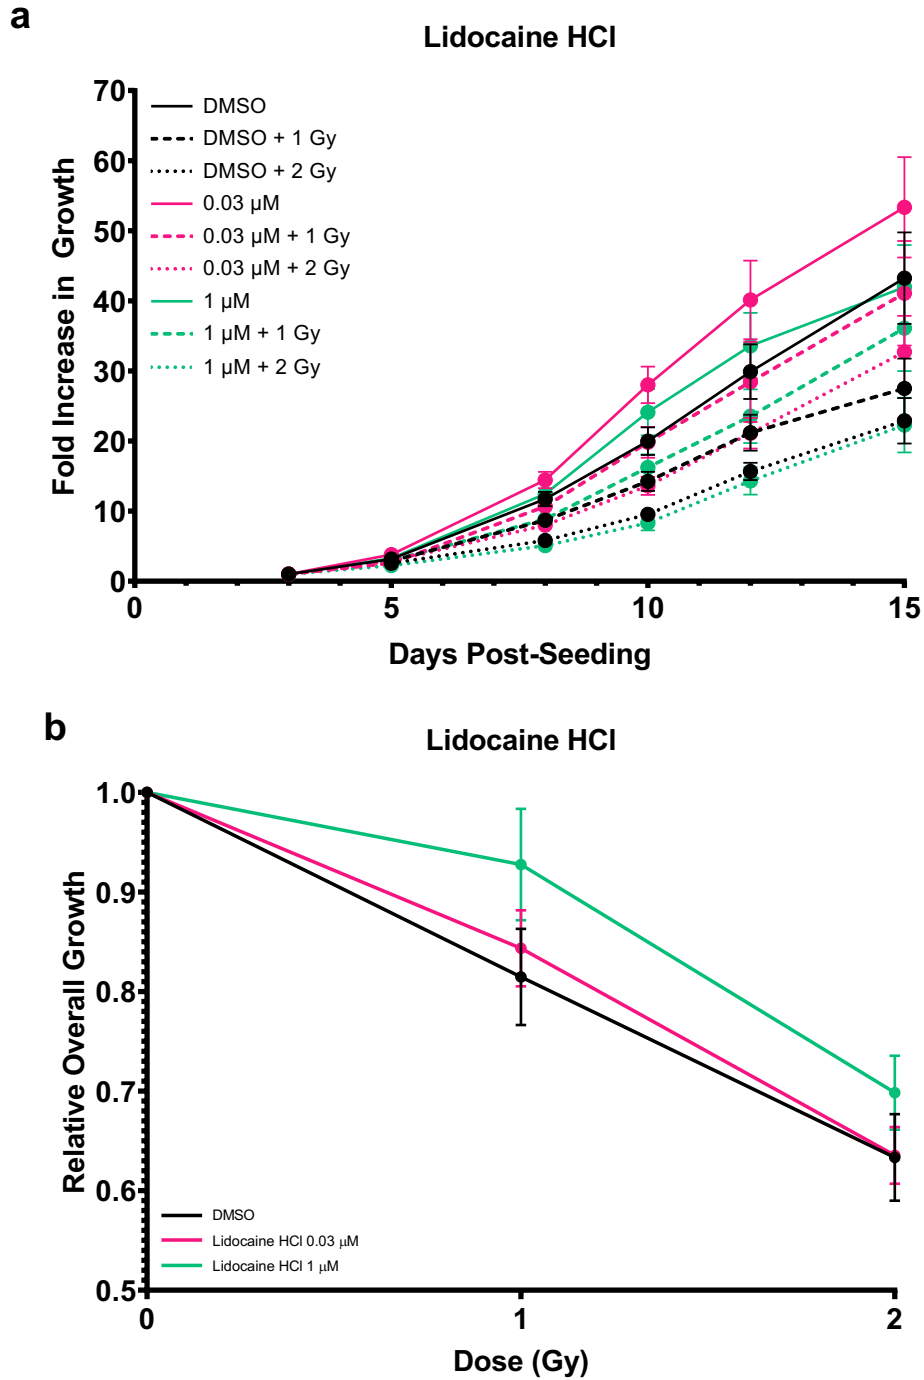 a
Lidocaine HCl
Fold Increase in Growth
70
60
50
40
30
20
10
0
DMSO
DMSO + 1 Gy
DMSO + 2 Gy
0.03 µM
0.03 µM + 1 Gy
0.03 µM + 2 Gy
1 µM
1 µM + 1 Gy
1 µM + 2 Gy
0 5 10 15
Days Post-Seeding
b
Lidocaine HCl
Relative Overall Growth
1.0
0.9
0.8
0.7
0.6
0.5
DMSO
Lidocaine HCl 0.03 µM
Lidocaine HCl 1 µM
0 1 2
Dose (Gy)